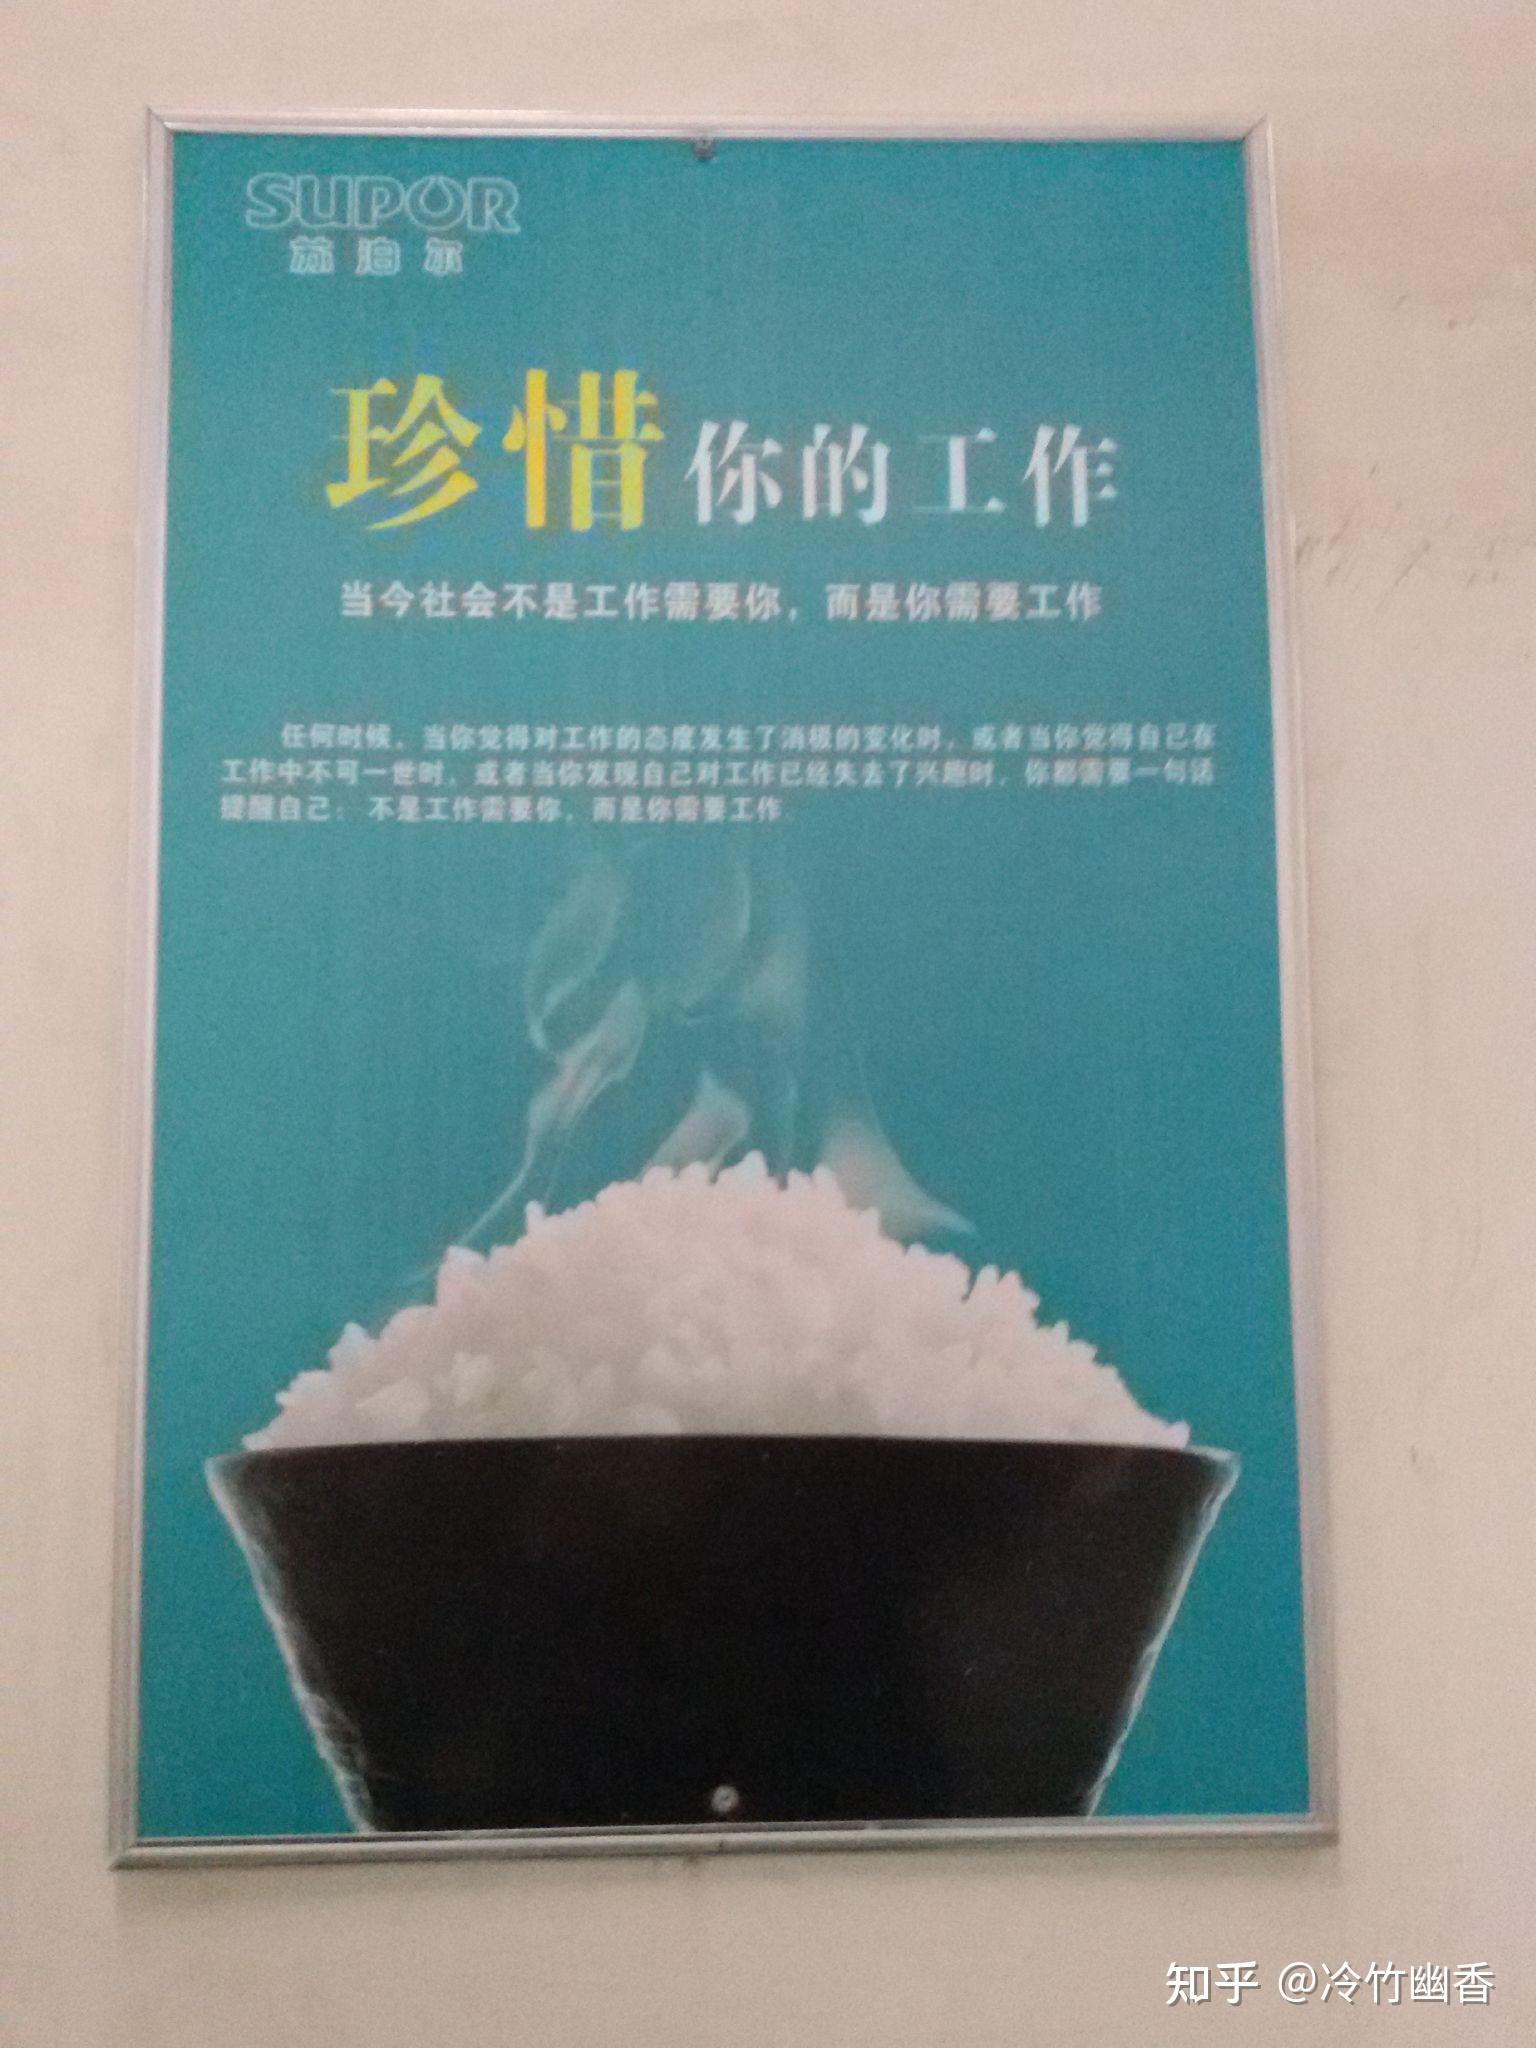 SUPOR
苏泊尔
珍惜你的工作
当今社会不是工作需要你，而是你需要工作
任何时候，当你觉得对工作的态度发生了消极的变化时，或者当你觉得自己在
工作中不可一世时，或者当你发现自己对工作已经失去了兴趣时，你都需要一句话
提醒自己：不是工作需要你，而是你需要工作.
知乎 @冷竹幽香